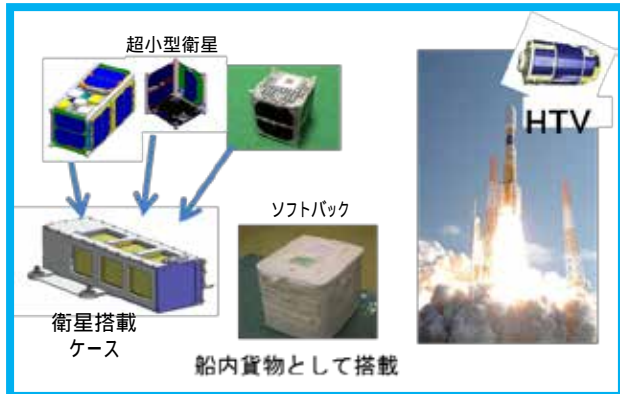 超小型衛星
HTV
ソフトバック
衛星搭載
ケース
船内貨物として搭載